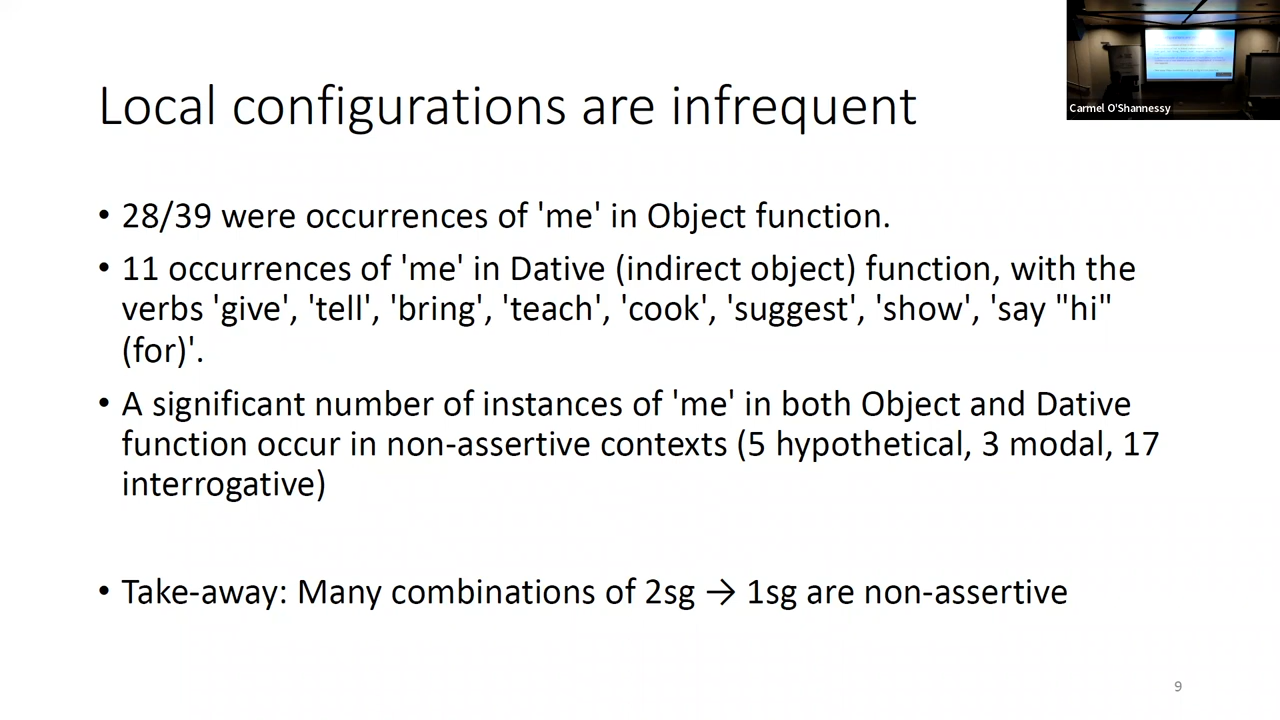 Carmel O'Shannessy
Local configurations are infrequent
• 28/39 were occurrences of 'me' in Object function.
• 11 occurrences of 'me' in Dative (indirect object) function, with the
verbs 'give', 'tell', 'bring', 'teach', 'cook', 'suggest', 'show', 'say "hi"
(for)'.
• A significant number of instances of 'me' in both Object and Dative
function occur in non-assertive contexts (5 hypothetical, 3 modal, 17
interrogative)
• Take-away: Many combinations of 2sg → 1sg are non-assertive
9